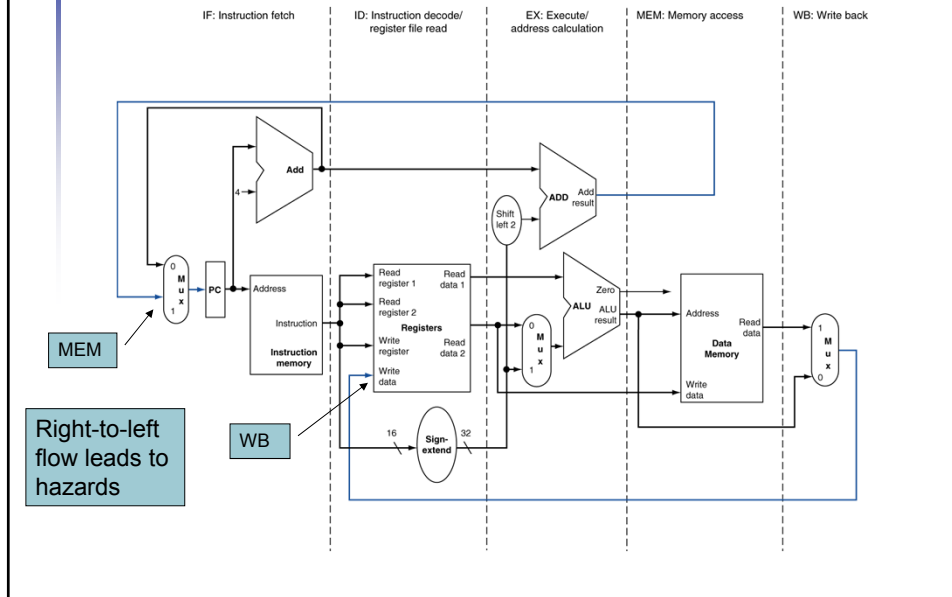 IF: Instruction fetch
ID: Instruction decode/
register file read
EX: Execute/
address calculation
MEM: Memory access
WB: Write back
Add
4
ADD
Add
result
Shift
left 2
0
M
u
x
1
PC
Address
Instruction
Instruction
memory
Read
register 1
Read
register 2
Write
register
Write
data
Registers
Read
data 1
Read
data 2
0
M
u
x
1
Zero
ALU
ALU
result
Address
Read
data
Data
Memory
Write
data
1
M
u
x
0
MEM
WB
16
Sign-
extend
32
Right-to-left
flow leads to
hazards